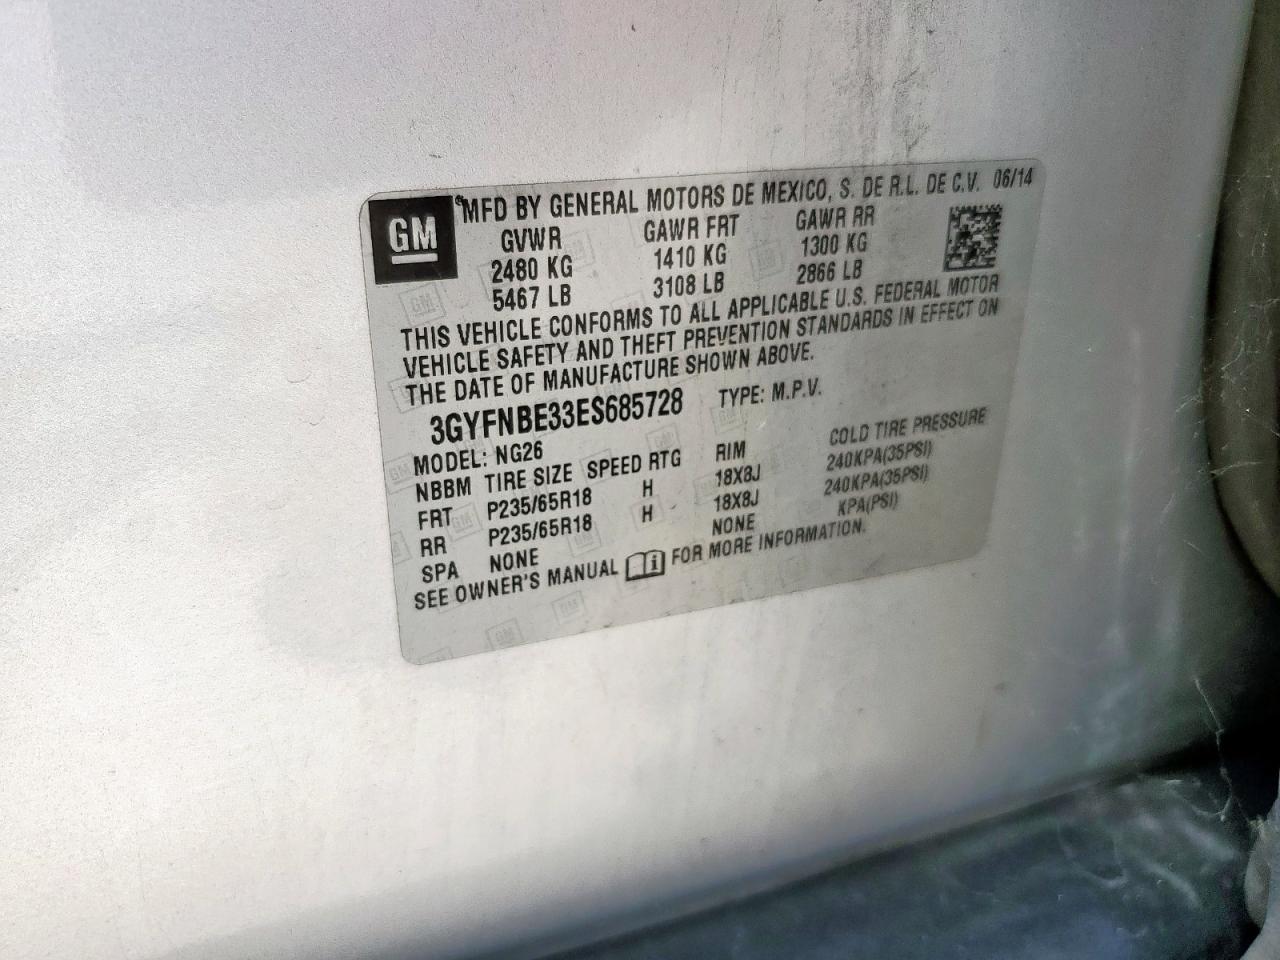 GM
MFD BY GENERAL MOTORS DE MEXICO, S. DE R.L. DE C.V. 06/14
GVWR GAWR FRT GAWR RR
2480 KG 1410 KG 1300 KG
5467 LB 3108 LB 2866 LB
THIS VEHICLE CONFORMS TO ALL APPLICABLE U.S. FEDERAL MOTOR
VEHICLE SAFETY AND THEFT PREVENTION STANDARDS IN EFFECT ON
THE DATE OF MANUFACTURE SHOWN ABOVE.
3GYFNBE33ES685728 TYPE: M.P.V.
MODEL: NG26
NBBM TIRE SIZE SPEED RTG RIM COLD TIRE PRESSURE
FRT P235/65R18 H 18X8J 240KPA(35PSI)
RR P235/65R18 H 18X8J 240KPA(35PSI)
SPA NONE NONE KPA(PSI)
SEE OWNER'S MANUAL FOR MORE INFORMATION.